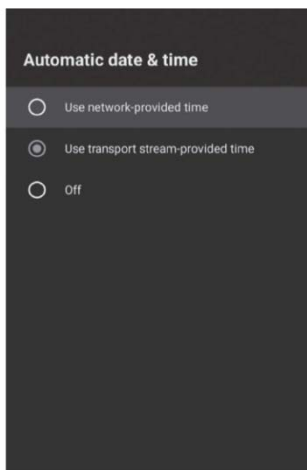 Automatic date & time
Use network-provided time
Use transport stream-provided time
Off